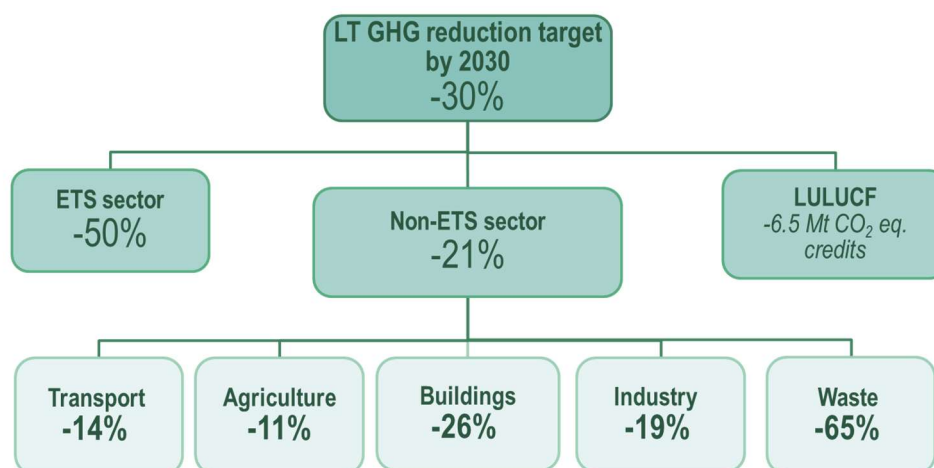 LT GHG reduction target
by 2030
-30%
ETS sector
-50%
Non-ETS sector
-21%
LULUCF
-6.5 Mt CO₂ eq.
credits
Transport
-14%
Agriculture
-11%
Buildings
-26%
Industry
-19%
Waste
-65%